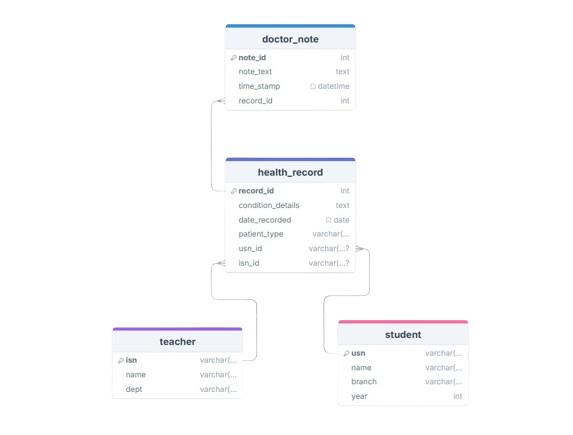 doctor_note
note_id int
note_text text
time_stamp datetime
record_id int
health_record
record_id int
condition_details text
date_recorded date
patient_type varchar(...
usn_id varchar(...?
isn_id varchar(...?
teacher
isn varchar(...
name varchar(...
dept varchar(...
student
usn varchar(...
name varchar(...
branch varchar(...
year int